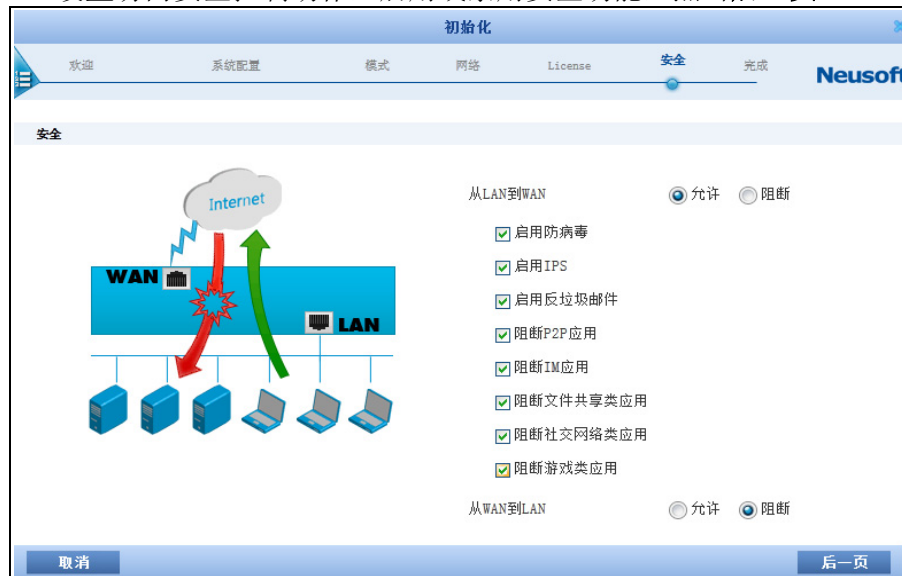 初始化
欢迎 系统配置 模式 网络 License 安全 完成
Neusoft
安全
Internet
WAN
LAN
从LAN到WAN 允许 阻断
启用防病毒
启用IPS
启用反垃圾邮件
阻断P2P应用
阻断IM应用
阻断文件共享类应用
阻断社交网络类应用
阻断游戏类应用
从WAN到LAN 允许 阻断
取消 后一页